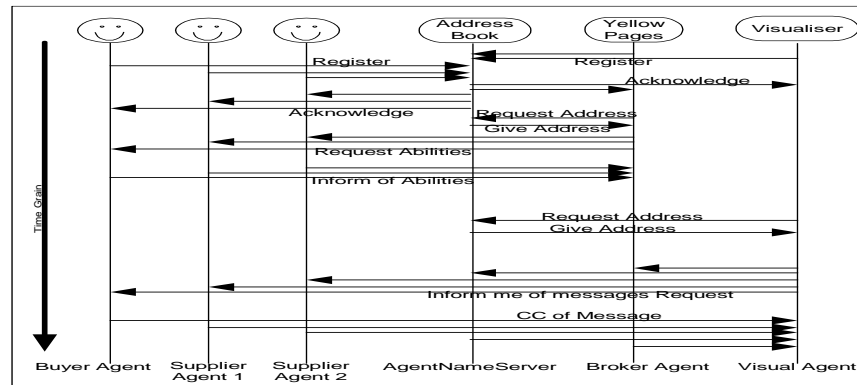 Address
Book
Yellow
Pages
Visualiser
Register
Register
Acknowledge
Acknowledge
Request Address
Give Address
Request Abilities
Inform of Abilities
Time Grain
Request Address
Give Address
Inform me of messages Request
CC of Message
Buyer Agent
Supplier
Agent 1
Supplier
Agent 2
AgentNameServer
Broker Agent
Visual Agent